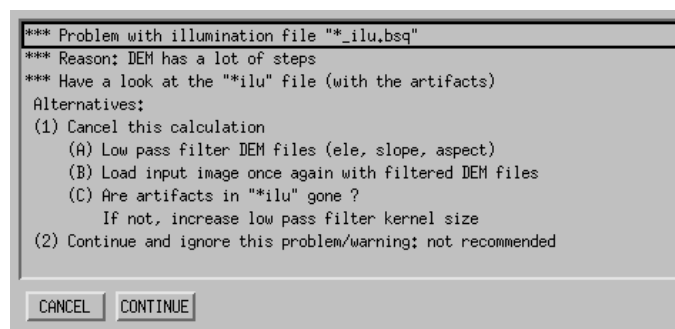 *** Problem with illumination file "*_ilu.bsq"
*** Reason: DEM has a lot of steps
*** Have a look at the "*ilu" file (with the artifacts)
Alternatives:
(1) Cancel this calculation
(A) Low pass filter DEM files (ele, slope, aspect)
(B) Load input image once again with filtered DEM files
(C) Are artifacts in "*ilu" gone ?
If not, increase low pass filter kernel size
(2) Continue and ignore this problem/warning: not recommended
CANCEL CONTINUE